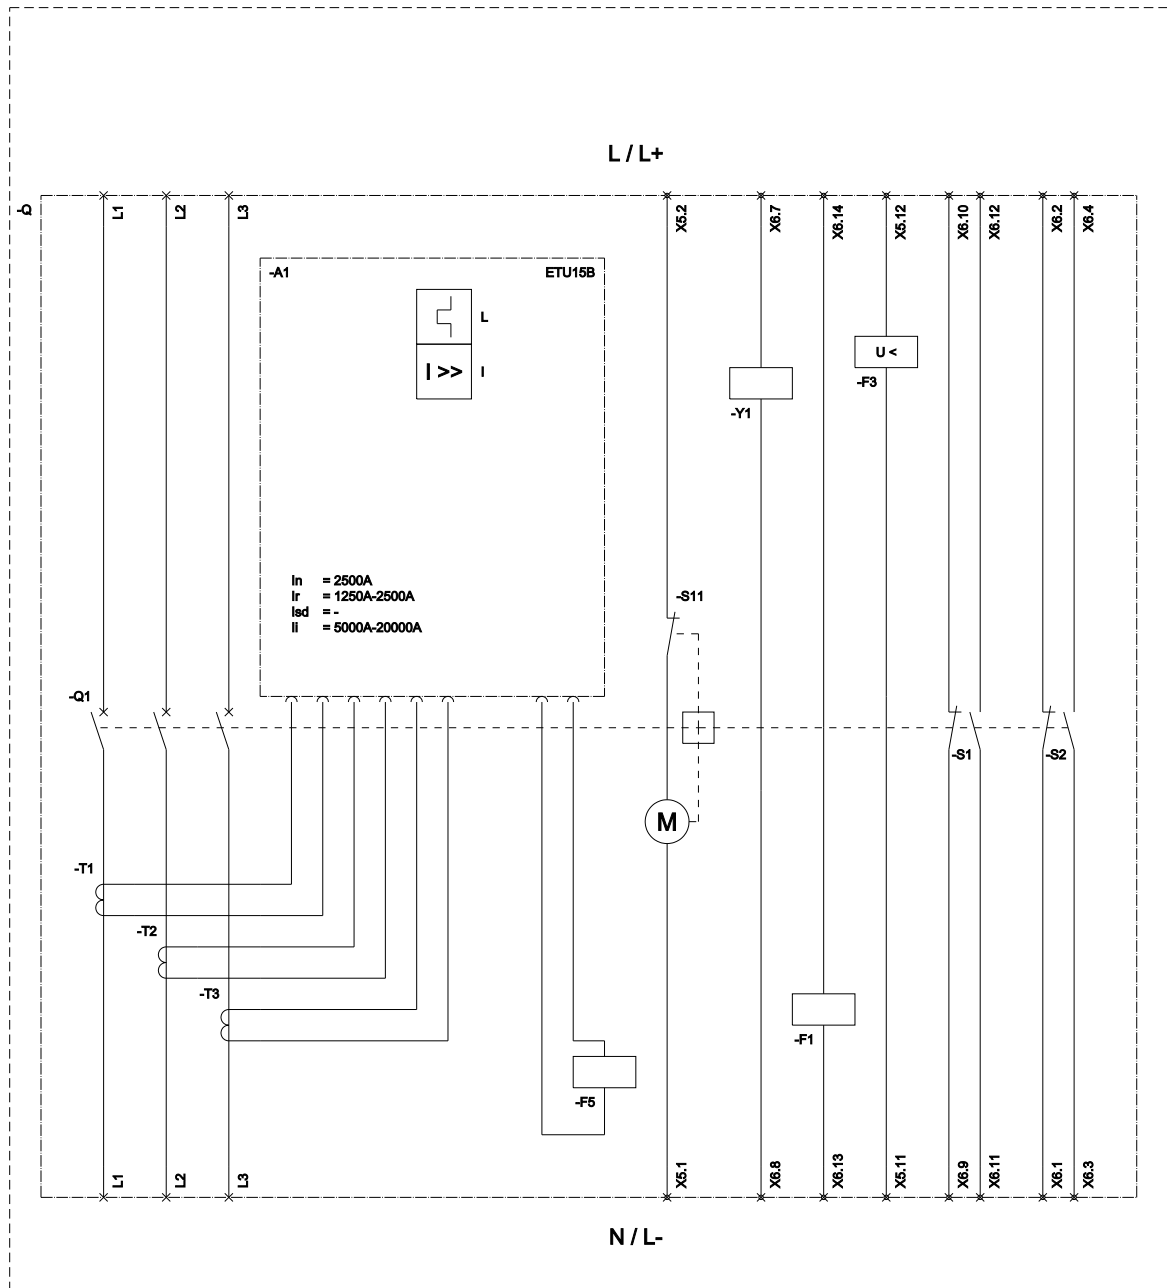 L / L+
-Q
L1
L2
L3
X5.2
X6.7
X6.14
X5.12
X6.10
X6.12
X6.2
X6.4
-A1
ETU15B
L
I >>
I
U <
-F3
-Y1
In = 2500A
Ir = 1250A-2500A
Isd = -
Ii = 5000A-20000A
-S11
-Q1
-S1
-S2
M
-T1
-T2
-T3
-F1
-F5
L1
L2
L3
X5.1
X6.8
X6.13
X5.11
X6.9
X6.11
X6.1
X6.3
N / L-